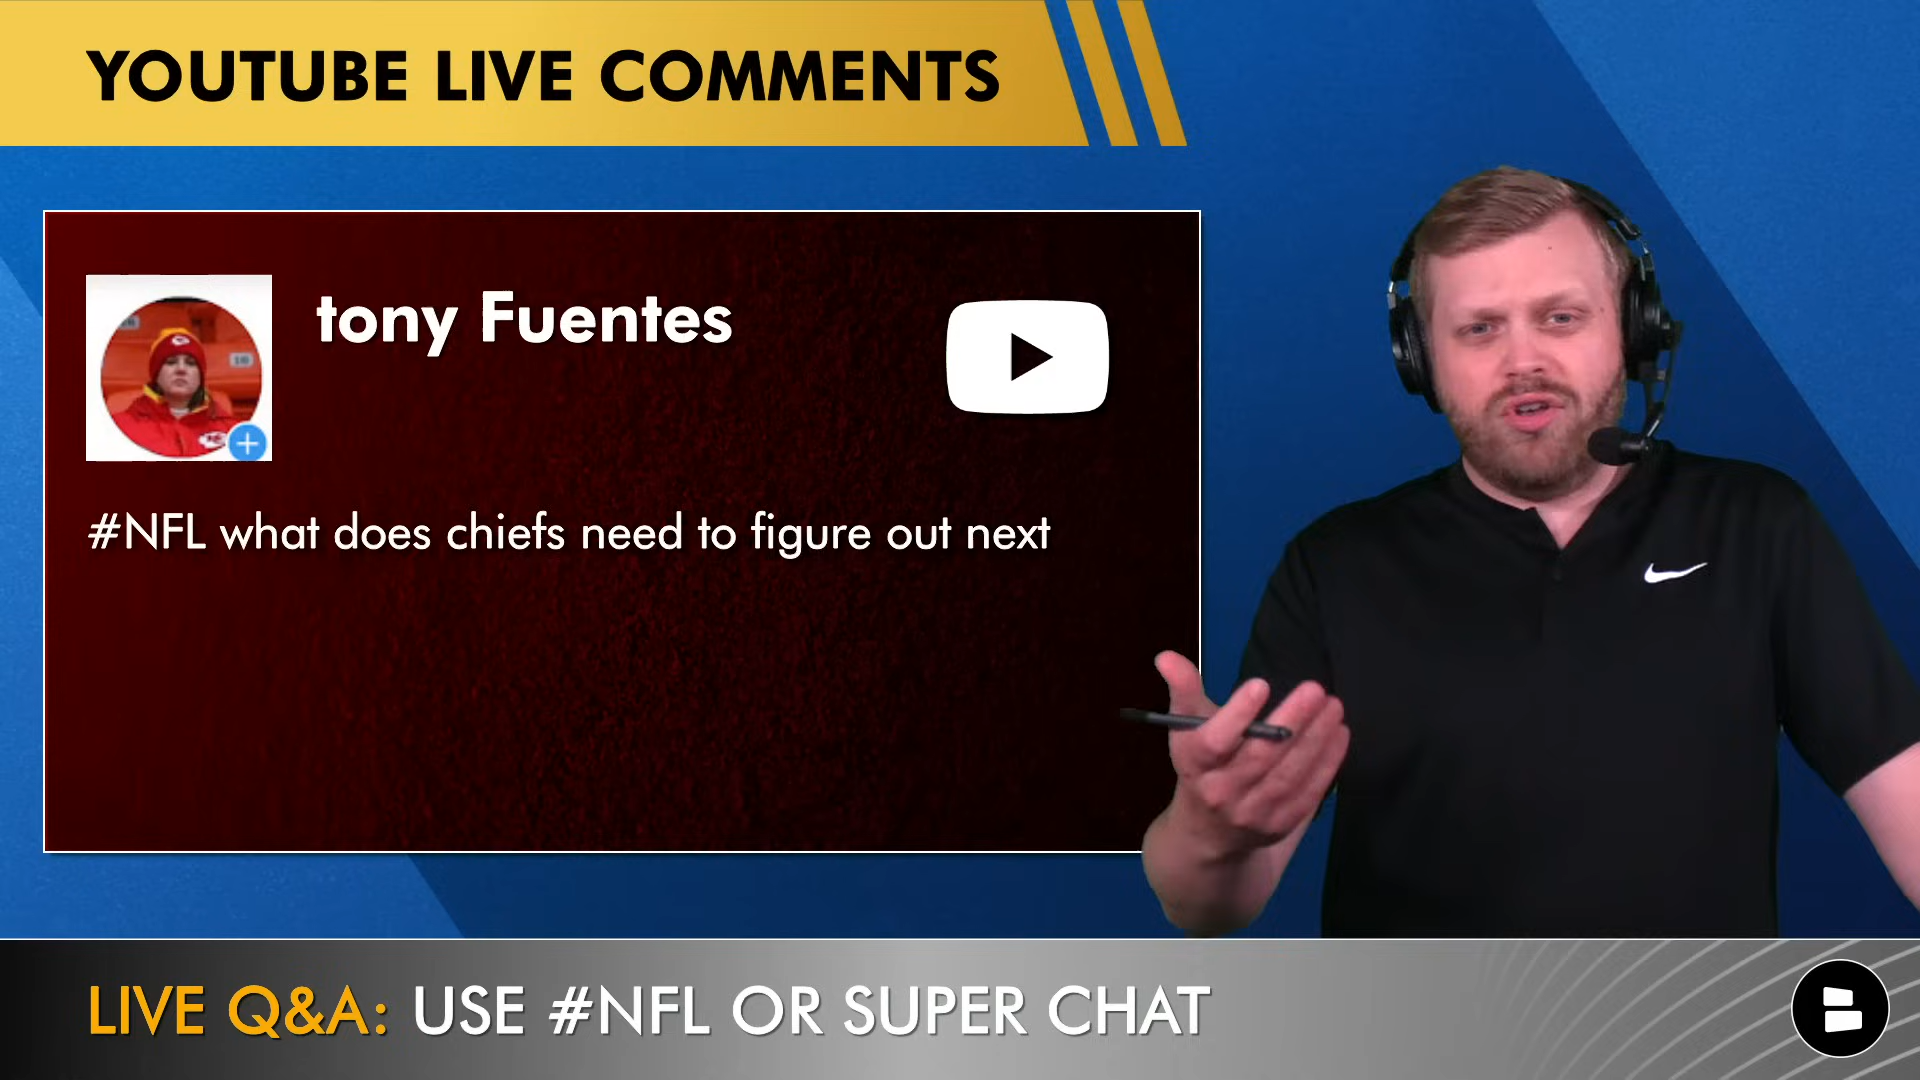 YOUTUBE LIVE COMMENTS
tony Fuentes
#NFL what does chiefs need to figure out next
LIVE Q&A: USE #NFL OR SUPER CHAT